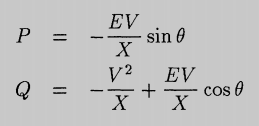 P = − EV/X sin θ
Q = − V²/X + EV/X cos θ